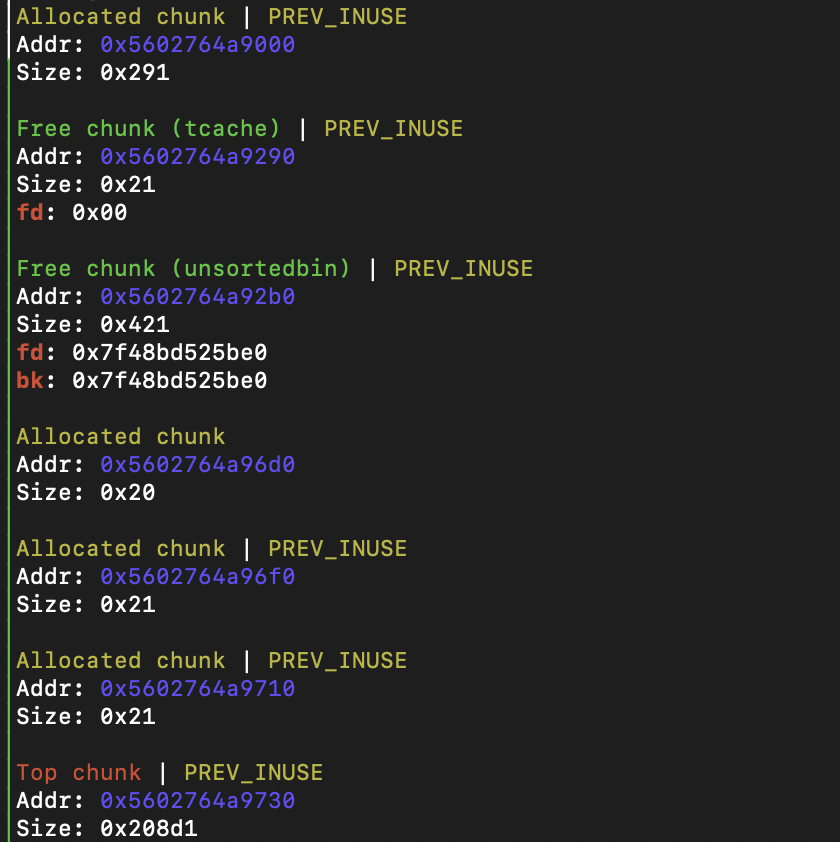 Allocated chunk | PREV_INUSE
Addr: 0x5602764a9000
Size: 0x291
Free chunk (tcache) | PREV_INUSE
Addr: 0x5602764a9290
Size: 0x21
fd: 0x00
Free chunk (unsortedbin) | PREV_INUSE
Addr: 0x5602764a92b0
Size: 0x421
fd: 0x7f48bd525be0
bk: 0x7f48bd525be0
Allocated chunk
Addr: 0x5602764a96d0
Size: 0x20
Allocated chunk | PREV_INUSE
Addr: 0x5602764a96f0
Size: 0x21
Allocated chunk | PREV_INUSE
Addr: 0x5602764a9710
Size: 0x21
Top chunk | PREV_INUSE
Addr: 0x5602764a9730
Size: 0x208d1